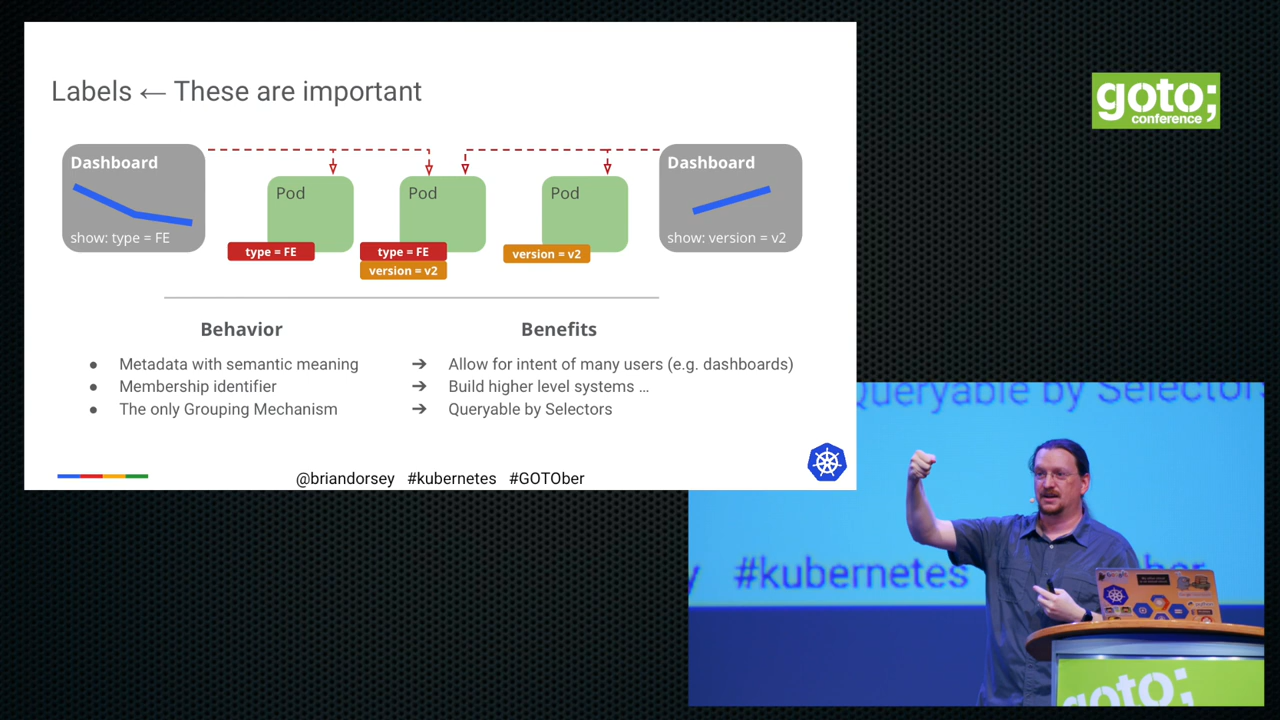 Labels ← These are important
Dashboard
show: type = FE
Pod
type = FE
Pod
type = FE
version = v2
Pod
version = v2
Dashboard
show: version = v2
Behavior
● Metadata with semantic meaning
● Membership identifier
● The only Grouping Mechanism
Benefits
➔ Allow for intent of many users (e.g. dashboards)
➔ Build higher level systems …
➔ Queryable by Selectors
@briandorsey #kubernetes #GOTOber
goto;
conference
Queryable by Selectors
y #kubernetes ber
goto;